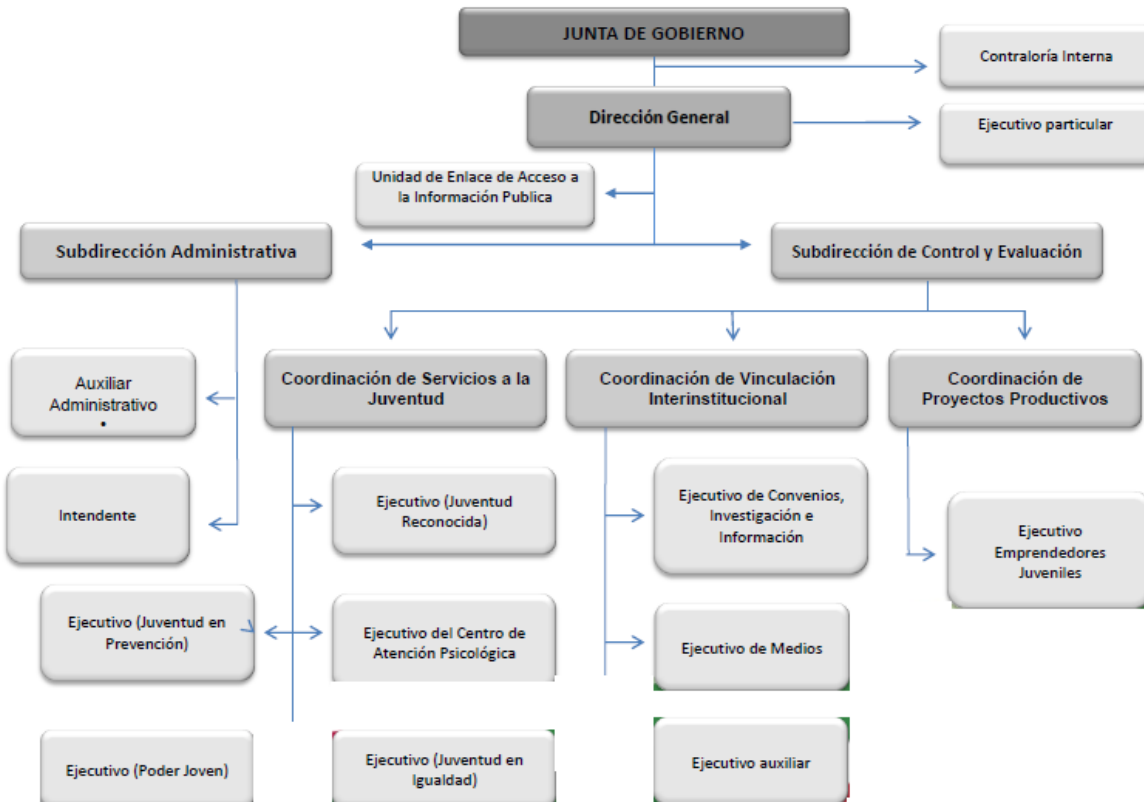 JUNTA DE GOBIERNO
Contraloría Interna
Dirección General
Ejecutivo particular
Unidad de Enlace de Acceso a
la Información Publica
Subdirección Administrativa
Subdirección de Control y Evaluación
Auxiliar
Administrativo
•
Coordinación de Servicios a la
Juventud
Coordinación de Vinculación
Interinstitucional
Coordinación de
Proyectos Productivos
Intendente
Ejecutivo (Juventud
Reconocida)
Ejecutivo de Convenios,
Investigación e
Información
Ejecutivo
Emprendedores
Juveniles
Ejecutivo (Juventud en
Prevención)
Ejecutivo del Centro de
Atención Psicológica
Ejecutivo de Medios
Ejecutivo (Poder Joven)
Ejecutivo (Juventud en
Igualdad)
Ejecutivo auxiliar